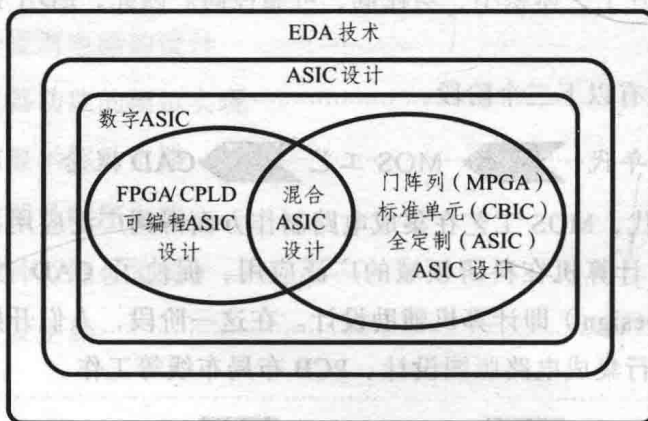 EDA技术
ASIC设计
数字ASIC
FPGA/CPLD
可编程ASIC
设计
混合
ASIC
设计
门阵列（MPGA）
标准单元（CBIC）
全定制（ASIC）
ASIC设计